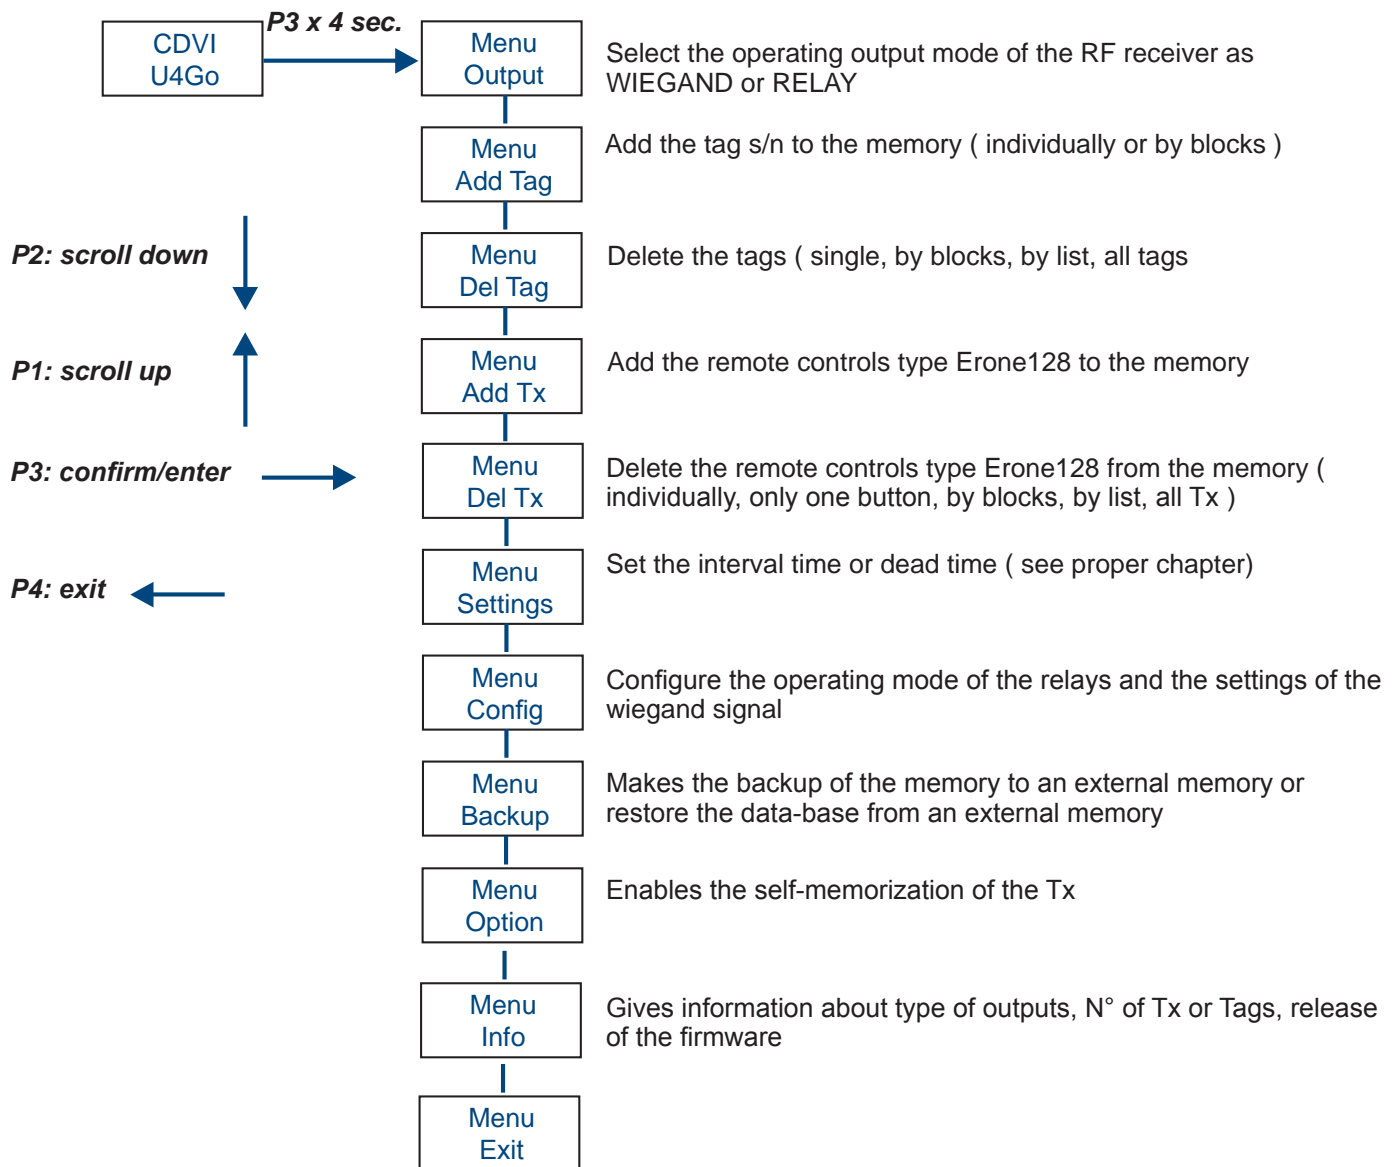 P3 x 4 sec.
CDVI
U4Go
Menu
Output
Select the operating output mode of the RF receiver as
WIEGAND or RELAY
Menu
Add Tag
Add the tag s/n to the memory ( individually or by blocks )
P2: scroll down
Menu
Del Tag
Delete the tags ( single, by blocks, by list, all tags
P1: scroll up
Menu
Add Tx
Add the remote controls type Erone128 to the memory
P3: confirm/enter
Menu
Del Tx
Delete the remote controls type Erone128 from the memory (
individually, only one button, by blocks, by list, all Tx )
P4: exit
Menu
Settings
Set the interval time or dead time ( see proper chapter)
Menu
Config
Configure the operating mode of the relays and the settings of the
wiegand signal
Menu
Backup
Makes the backup of the memory to an external memory or
restore the data-base from an external memory
Menu
Option
Enables the self-memorization of the Tx
Menu
Info
Gives information about type of outputs, N° of Tx or Tags, release
of the firmware
Menu
Exit